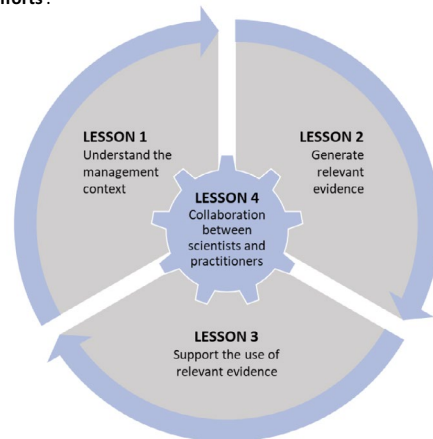 LESSON 1
Understand the
management
context
LESSON 2
Generate
relevant
evidence
LESSON 4
Collaboration
between
scientists and
practitioners
LESSON 3
Support the use of
relevant evidence